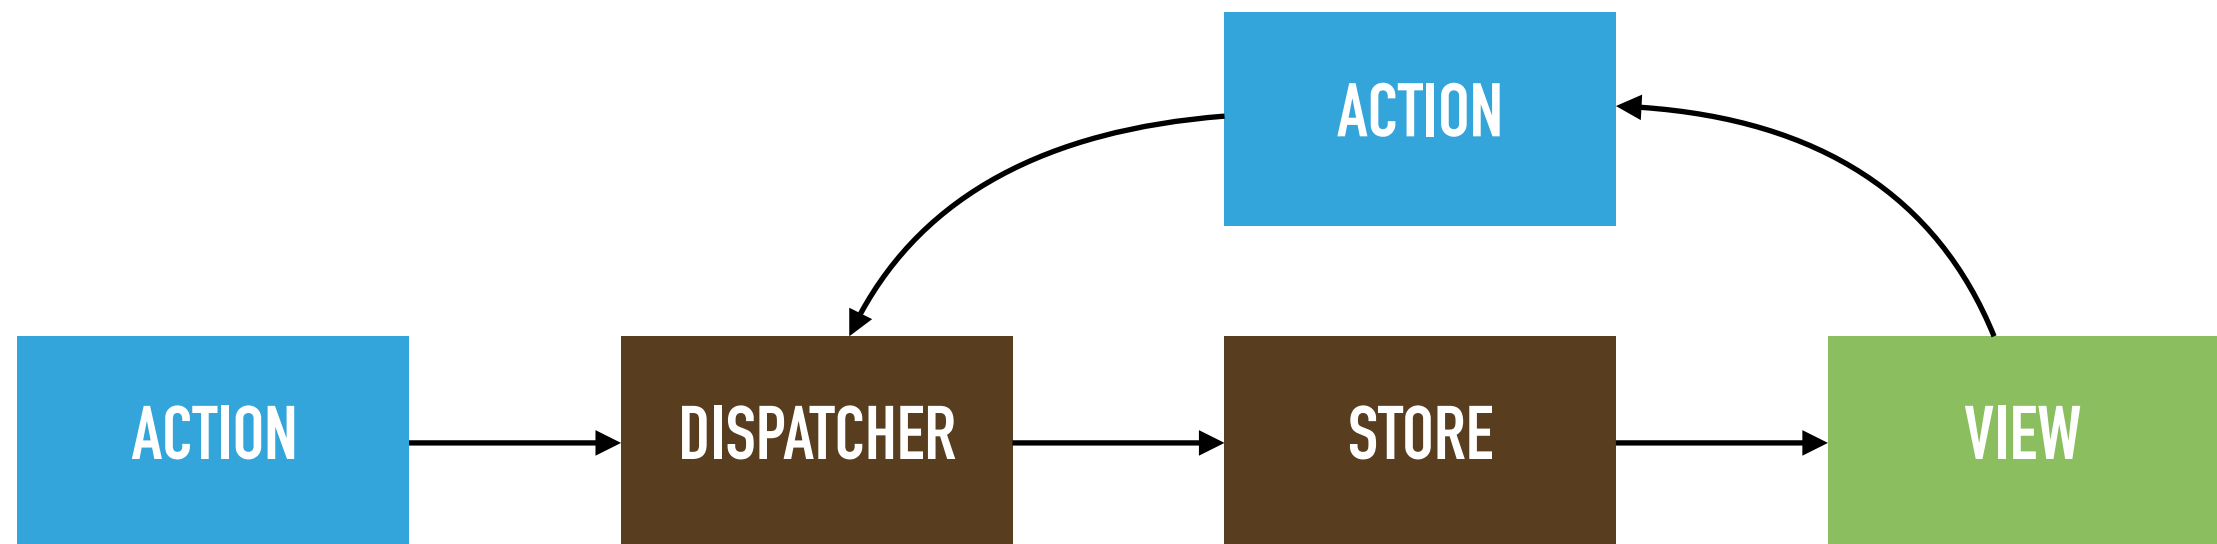 ACTION
ACTION
DISPATCHER
STORE
VIEW